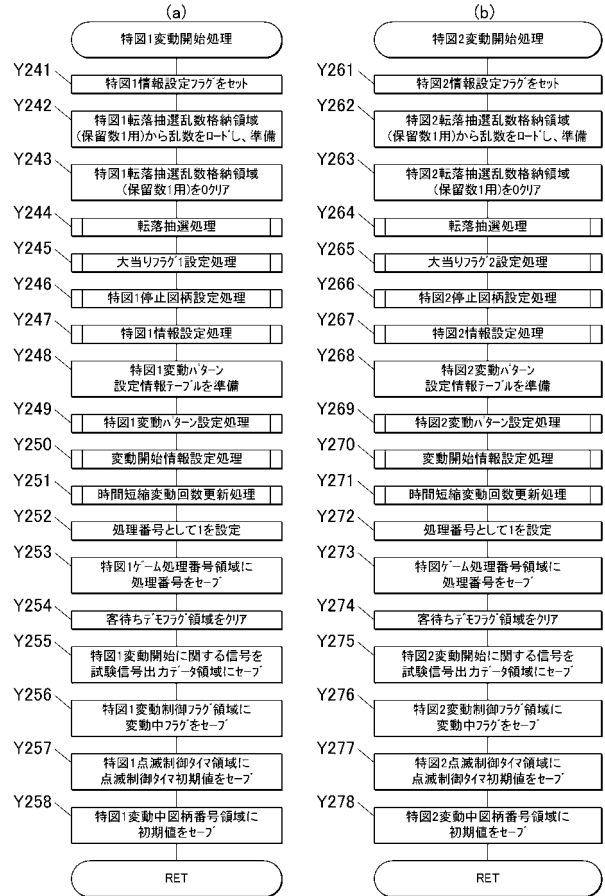 (a)
特図1変動開始処理
Y241
特図1情報設定フラグをセット
Y242
特図1転落抽選乱数格納領域
(保留数1用)から乱数をロードし、準備
Y243
特図1転落抽選乱数格納領域
(保留数1用)を0クリア
Y244
転落抽選処理
Y245
大当りフラグ1設定処理
Y246
特図1停止図柄設定処理
Y247
特図1情報設定処理
Y248
特図1変動パターン
設定情報テーブルを準備
Y249
特図1変動パターン設定処理
Y250
変動開始情報設定処理
Y251
時間短縮変動回数更新処理
Y252
処理番号として1を設定
Y253
特図1ゲーム処理番号領域に
処理番号をセーブ
Y254
客待ちデモフラグ領域をクリア
Y255
特図1変動開始に関する信号を
試験信号出力データ領域にセーブ
Y256
特図1変動制御フラグ領域に
変動中フラグをセーブ
Y257
特図1点滅制御タイマ領域に
点滅制御タイマ初期値をセーブ
Y258
特図1変動中図柄番号領域に
初期値をセーブ
RET
(b)
特図2変動開始処理
Y261
特図2情報設定フラグをセット
Y262
特図2転落抽選乱数格納領域
(保留数1用)から乱数をロードし、準備
Y263
特図2転落抽選乱数格納領域
(保留数1用)を0クリア
Y264
転落抽選処理
Y265
大当りフラグ2設定処理
Y266
特図2停止図柄設定処理
Y267
特図2情報設定処理
Y268
特図2変動パターン
設定情報テーブルを準備
Y269
特図2変動パターン設定処理
Y270
変動開始情報設定処理
Y271
時間短縮変動回数更新処理
Y272
処理番号として1を設定
Y273
特図ゲーム処理番号領域に
処理番号をセーブ
Y274
客待ちデモフラグ領域をクリア
Y275
特図2変動開始に関する信号を
試験信号出力データ領域にセーブ
Y276
特図2変動制御フラグ領域に
変動中フラグをセーブ
Y277
特図2点滅制御タイマ領域に
点滅制御タイマ初期値をセーブ
Y278
特図2変動中図柄番号領域に
初期値をセーブ
RET